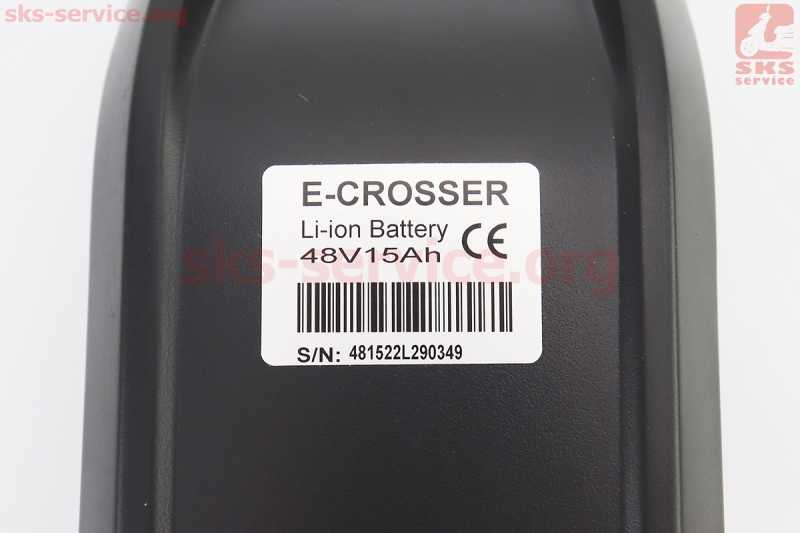 sks-service.org
SKS
service
E-CROSSER
Li-ion Battery
48V15Ah CE
sks-service.org
S/N: 481522L290349